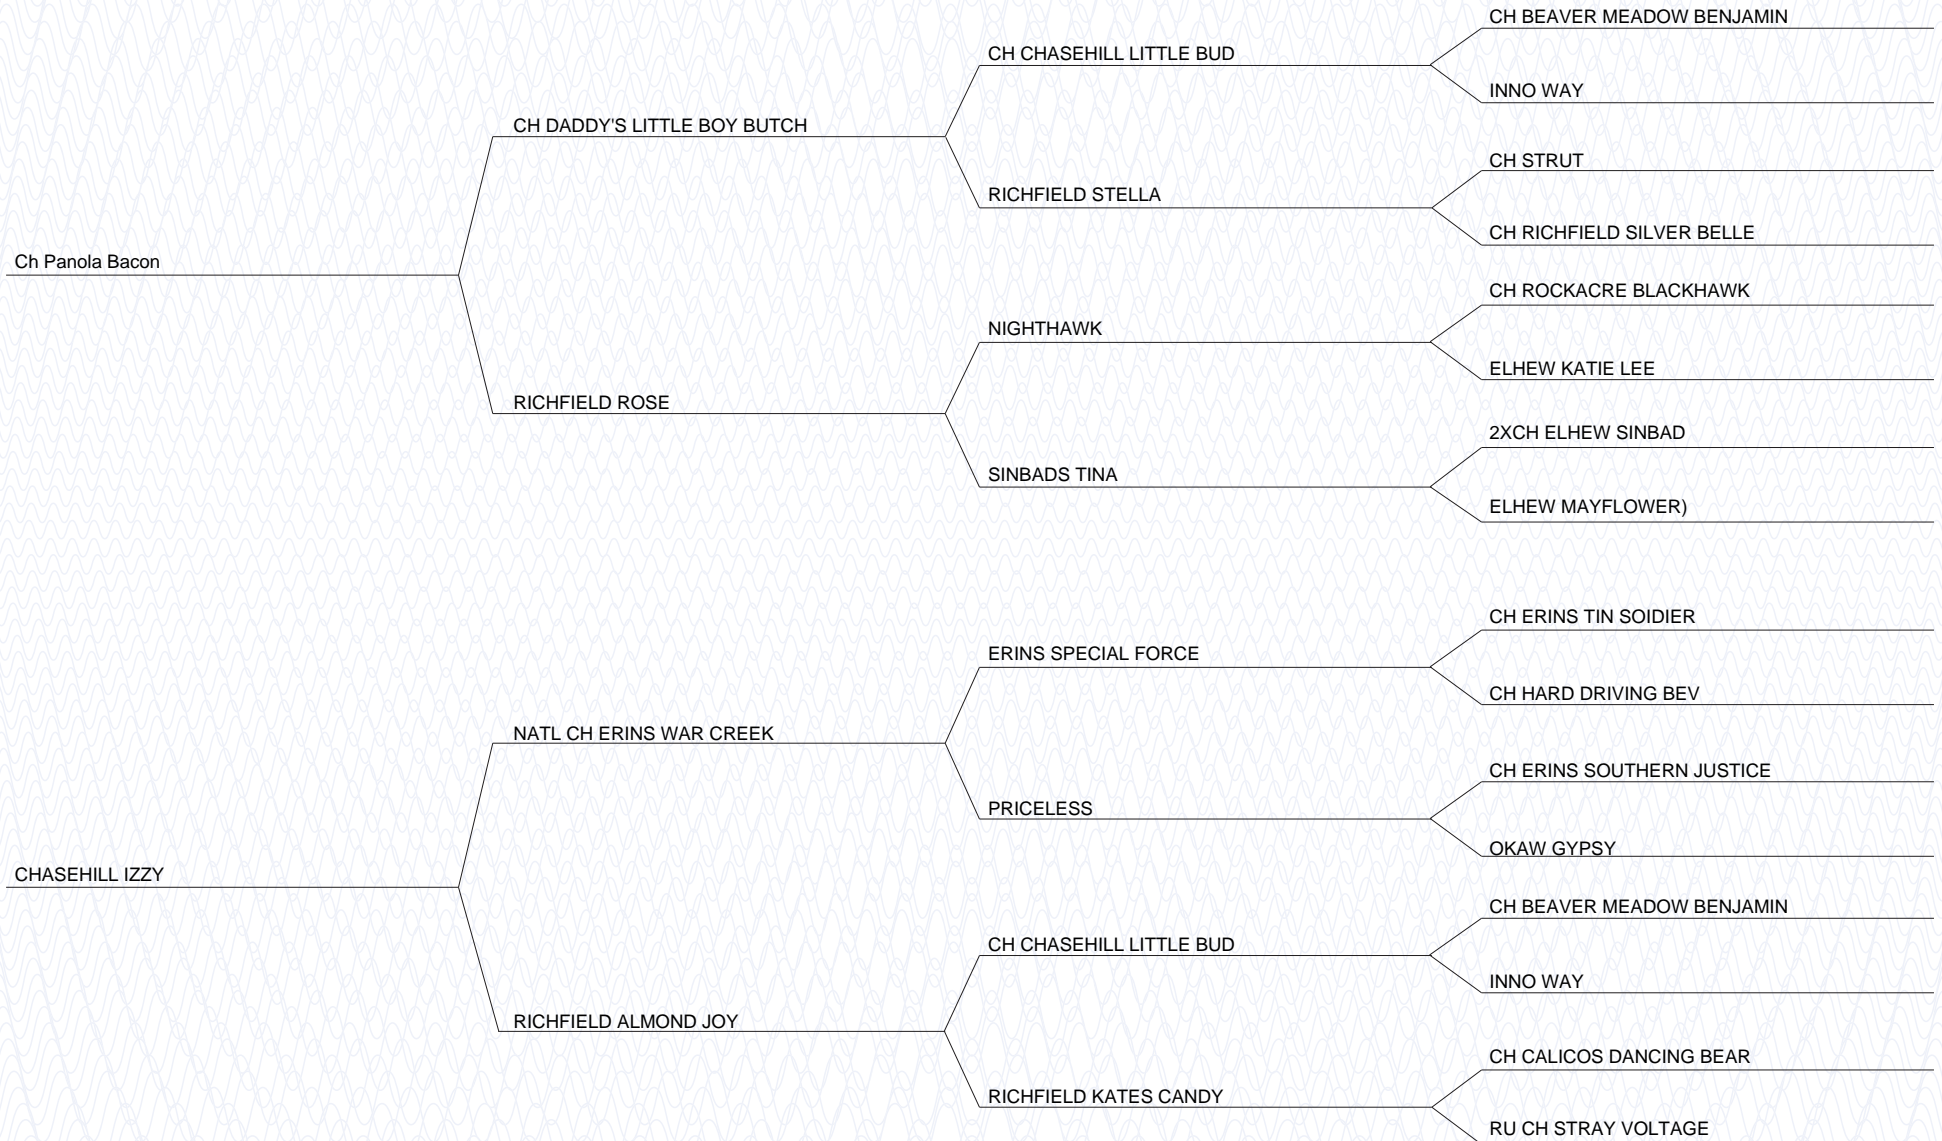 CH BEAVER MEADOW BENJAMIN
CH CHASEHILL LITTLE BUD
INNO WAY
CH DADDY'S LITTLE BOY BUTCH
CH STRUT
RICHFIELD STELLA
CH RICHFIELD SILVER BELLE
Ch Panola Bacon
CH ROCKACRE BLACKHAWK
NIGHTHAWK
ELHEW KATIE LEE
RICHFIELD ROSE
2XCH ELHEW SINBAD
SINBADS TINA
ELHEW MAYFLOWER)
CH ERINS TIN SOIDIER
ERINS SPECIAL FORCE
CH HARD DRIVING BEV
NATL CH ERINS WAR CREEK
CH ERINS SOUTHERN JUSTICE
PRICELESS
OKAW GYPSY
CHASEHILL IZZY
CH BEAVER MEADOW BENJAMIN
CH CHASEHILL LITTLE BUD
INNO WAY
RICHFIELD ALMOND JOY
CH CALICOS DANCING BEAR
RICHFIELD KATES CANDY
RU CH STRAY VOLTAGE